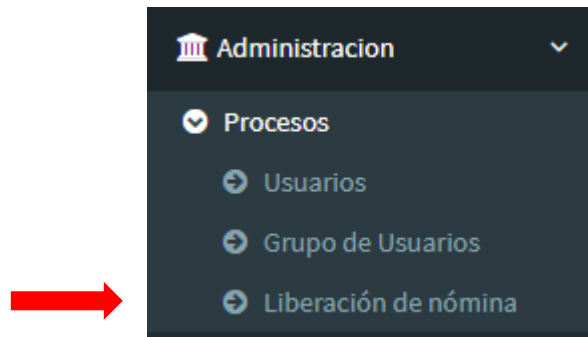 Administracion
Procesos
Usuarios
Grupo de Usuarios
Liberación de nómina